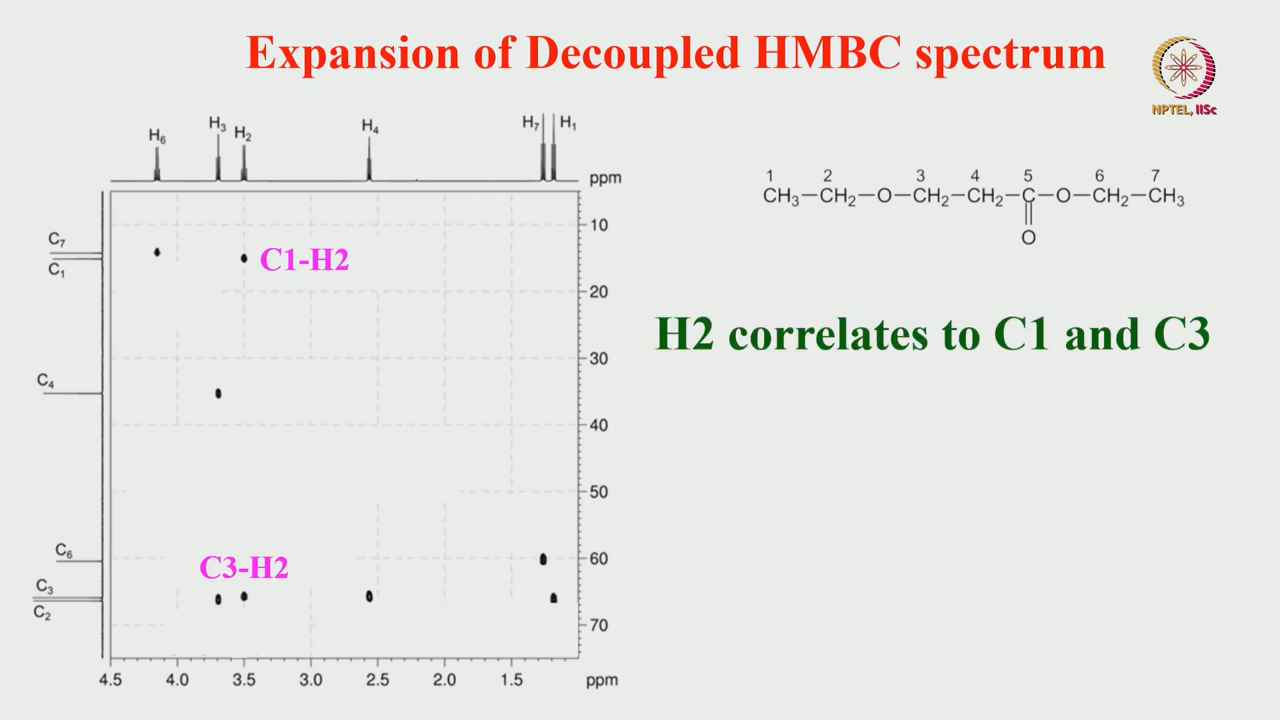 Expansion of Decoupled HMBC spectrum
NPTEL, IISc
H6 H3 H2 H4 H7 H1
ppm
10
20
30
40
50
60
70
C7
C1
C4
C6
C3
C2
C1-H2
C3-H2
4.5 4.0 3.5 3.0 2.5 2.0 1.5 ppm
1 2 3 4 5 6 7
CH3—CH2—O—CH2—CH2—C—O—CH2—CH3
O
H2 correlates to C1 and C3